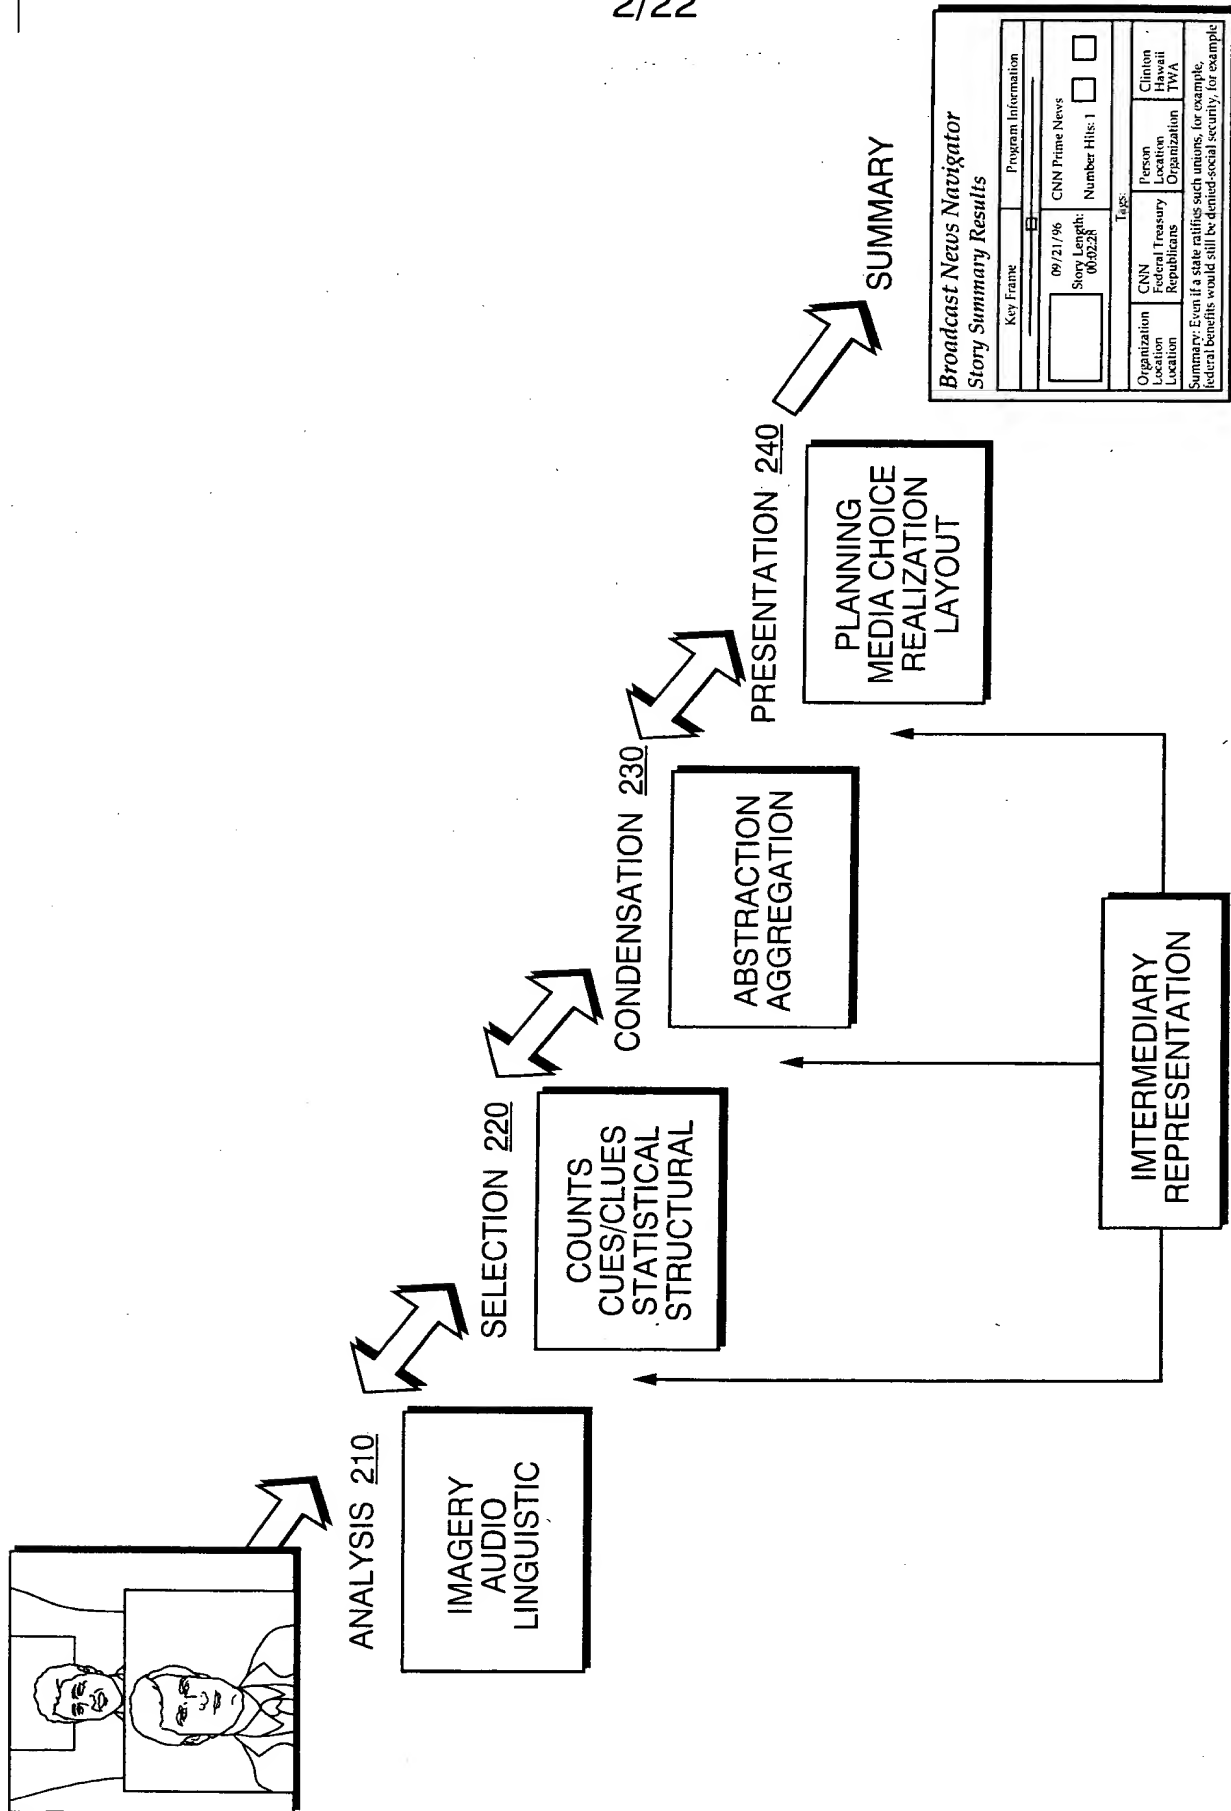 2/22
ANALYSIS 210
IMAGERY
AUDIO
LINGUISTIC
SELECTION 220
COUNTS
CUES/CLUES
STATISTICAL
STRUCTURAL
CONDENSATION 230
ABSTRACTION
AGGREGATION
PRESENTATION 240
PLANNING
MEDIA CHOICE
REALIZATION
LAYOUT
SUMMARY
IMTERMEDIARY
REPRESENTATION
Broadcast News Navigator
Story Summary Results
Key Frame Program Information
09/21/96 CNN Prime News
Story Length:
00:02:28
Number Hits: 1
Tags:
Organization CNN Person Clinton
Location Federal Treasury Location Hawaii
Location Republicans Organization TWA
Summary: Even if a state ratifies such unions, for example,
federal benefits would still be denied-social security, for example